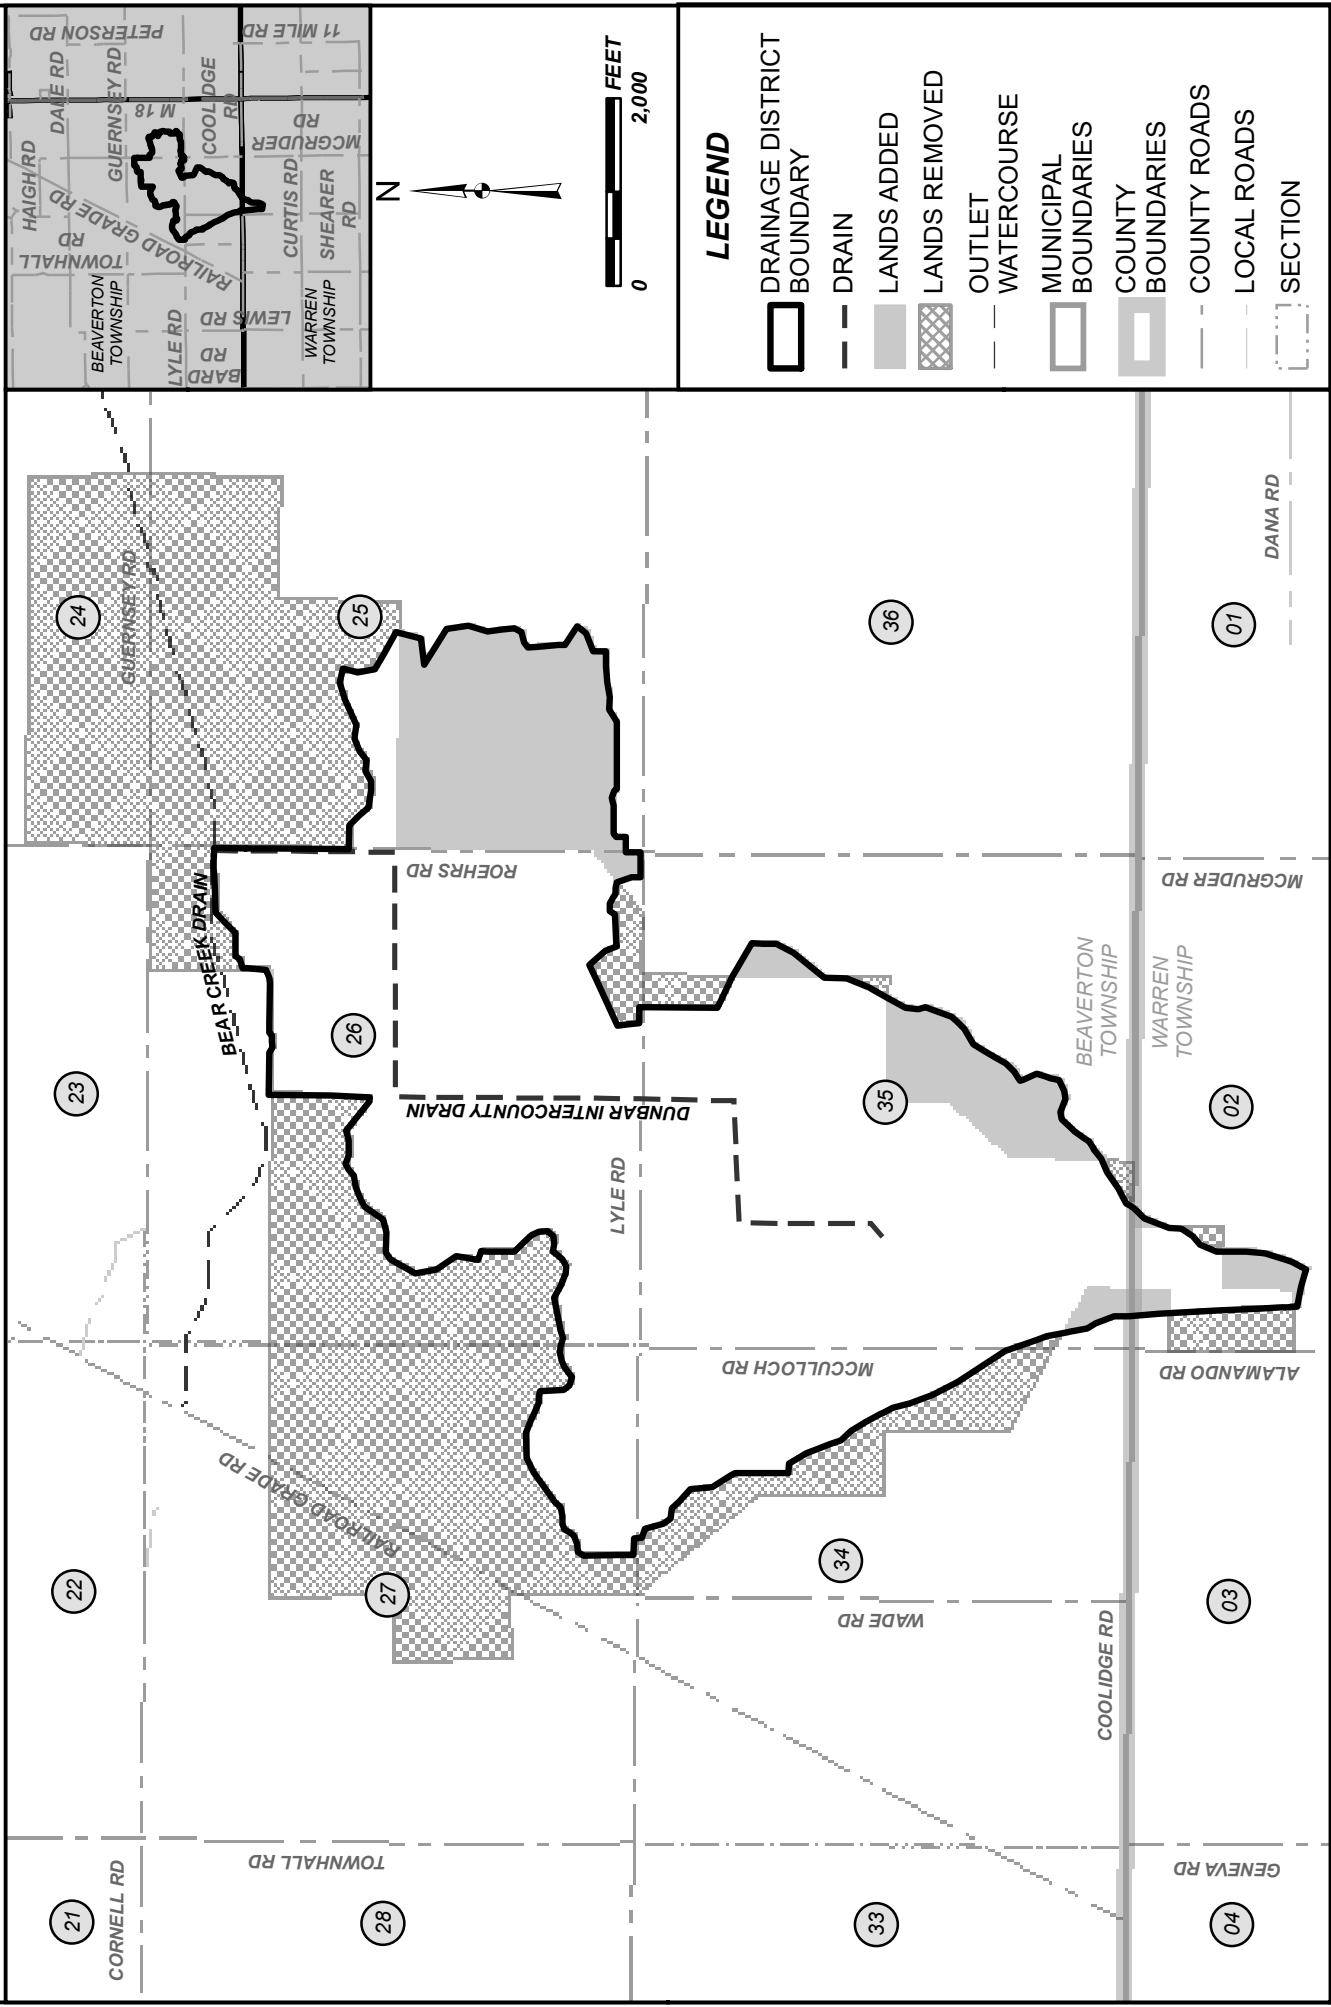 21
22
23
24
CORNELL RD
GUERNSEY RD
BEAR CREEK DRAIN
RAILROAD GRADE RD
TOWNHALL RD
28
27
26
25
ROEHRS RD
DUNBAR INTERCOUNTY DRAIN
LYLE RD
MCCULLOCH RD
WADE RD
33
34
35
36
COOLIDGE RD
BEAVERTON
TOWNSHIP
WARREN
TOWNSHIP
GENEVA RD
ALAMANDO RD
MCGRUDER RD
DANA RD
04
03
02
01
HAIGH RD
DALE RD
PETERSON RD
TOWNHALL
RD
RAILROAD GRADE RD
GUERNSEY RD
M 18
BEAVERTON
TOWNSHIP
LYLE RD
COOLIDGE
RD
11 MILE RD
BARD
RD
LEWIS RD
CURTIS RD
MCGRUDER
RD
WARREN
TOWNSHIP
SHEARER
RD
N
0
2,000
FEET
LEGEND
DRAINAGE DISTRICT
BOUNDARY
DRAIN
LANDS ADDED
LANDS REMOVED
OUTLET
WATERCOURSE
MUNICIPAL
BOUNDARIES
COUNTY
BOUNDARIES
COUNTY ROADS
LOCAL ROADS
SECTION